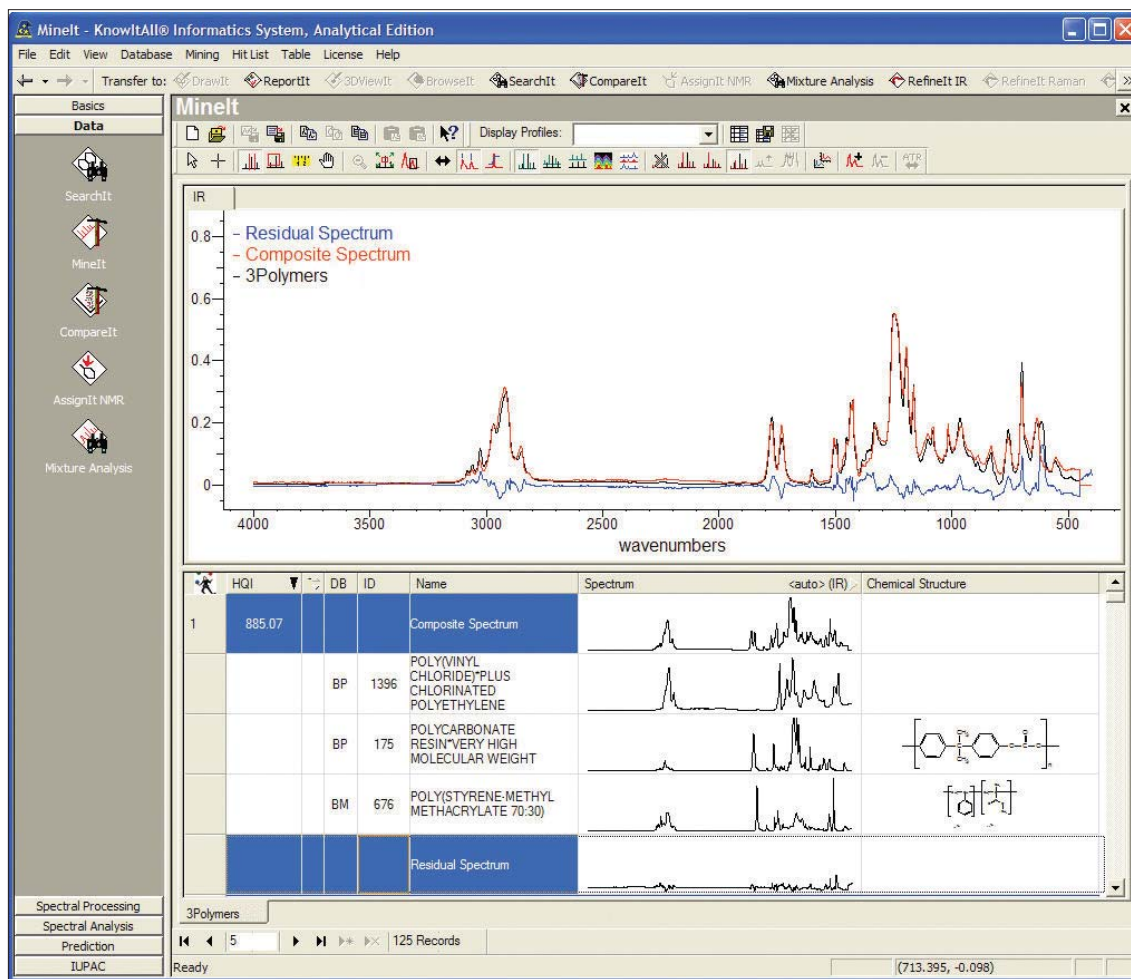 MineIt - KnowItAll® Informatics System, Analytical Edition
File Edit View Database Mining Hit List Table License Help
Transfer to: DrawIt ReportIt 3DViewIt BrowseIt SearchIt CompareIt AssignIt NMR Mixture Analysis RefineIt IR RefineIt Raman
Basics
Data
SearchIt
MineIt
CompareIt
AssignIt NMR
Mixture Analysis
Spectral Processing
Spectral Analysis
Prediction
IUPAC
MineIt
Display Profiles:
ATR
IR
Residual Spectrum
Composite Spectrum
3Polymers
0.8
0.6
0.4
0.2
0
4000 3500 3000 2500 2000 1500 1000 500
wavenumbers
HQI DB ID Name Spectrum <auto> (IR) Chemical Structure
1 885.07 Composite Spectrum
BP 1396 POLY(VINYL
CHLORIDE)*PLUS
CHLORINATED
POLYETHYLENE
BP 175 POLYCARBONATE
RESIN*VERY HIGH
MOLECULAR WEIGHT
BM 676 POLY(STYRENE-METHYL
METHACRYLATE 70:30)
Residual Spectrum
3Polymers
5 125 Records
Ready (713.395, -0.098)